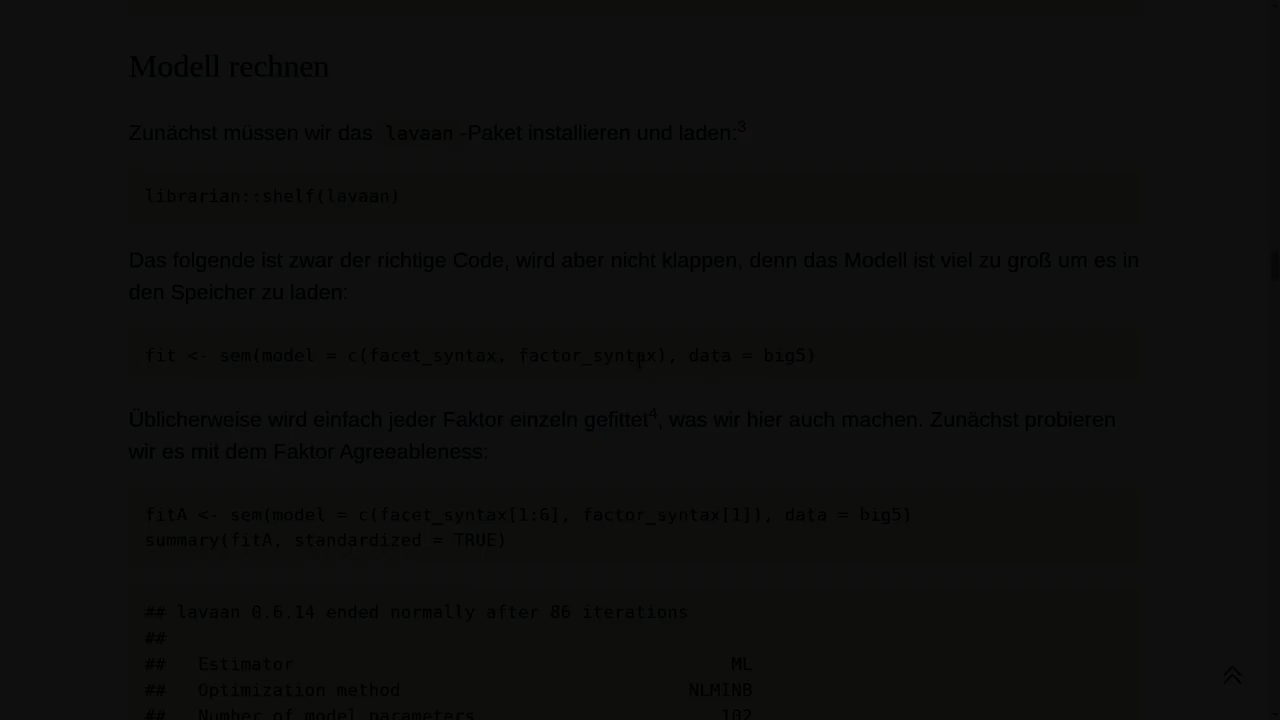 Modell rechnen
Zunächst müssen wir das lavaan-Paket installieren und laden:3
librarian::shelf(lavaan)
Das folgende ist zwar der richtige Code, wird aber nicht klappen, denn das Modell ist viel zu groß um es in
den Speicher zu laden:
fit <- sem(model = c(facet_syntax, factor_syntax), data = big5)
Üblicherweise wird einfach jeder Faktor einzeln gefittet4, was wir hier auch machen. Zunächst probieren
wir es mit dem Faktor Agreeableness:
fitA <- sem(model = c(facet_syntax[1:6], factor_syntax[1]), data = big5)
summary(fitA, standardized = TRUE)
## lavaan 0.6.14 ended normally after 86 iterations
##
##   Estimator                                         ML
##   Optimization method                           NLMINB
##   Number of model parameters                       102